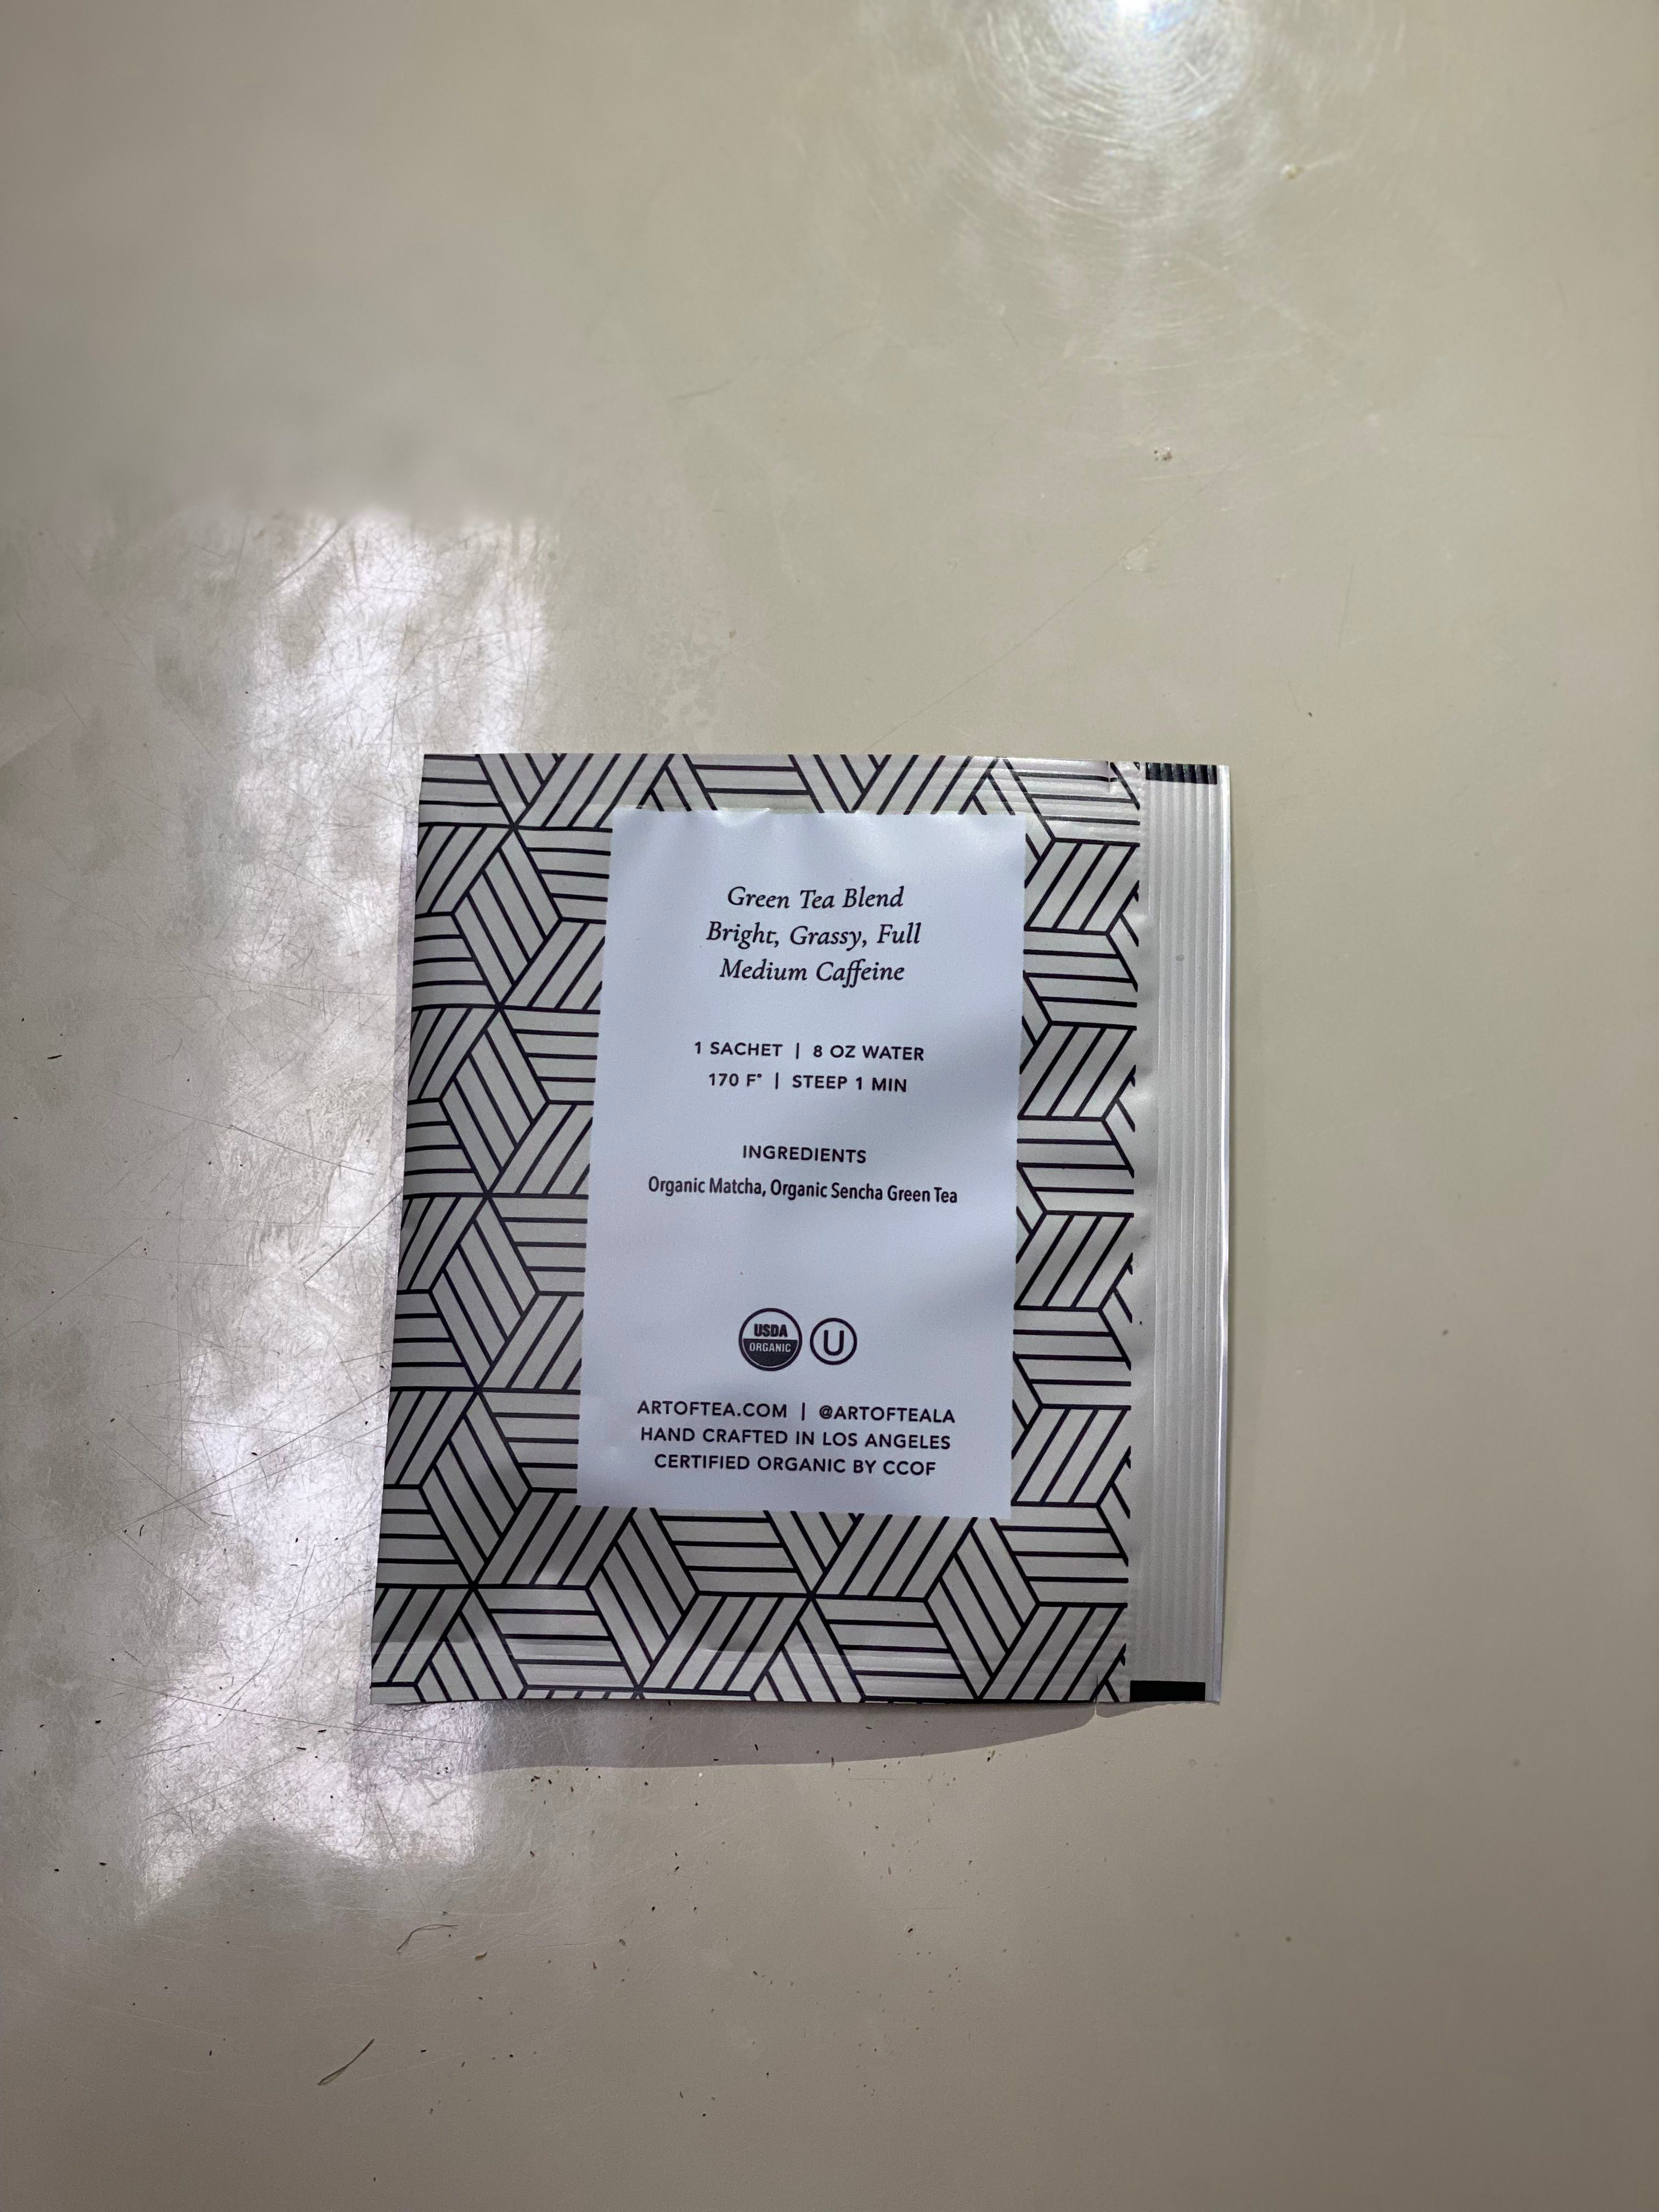 Green Tea Blend
Bright, Grassy, Full
Medium Caffeine
1 SACHET | 8 OZ WATER
170 F° | STEEP 1 MIN
INGREDIENTS
Organic Matcha, Organic Sencha Green Tea
USDA
ORGANIC
U
ARTOFTEA.COM | @ARTOFTEALA
HAND CRAFTED IN LOS ANGELES
CERTIFIED ORGANIC BY CCOF